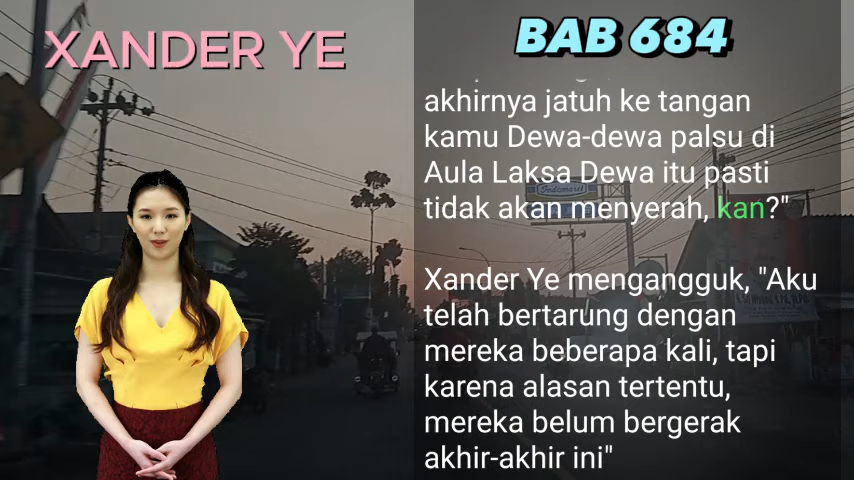 XANDER YE
BAB 684
akhirnya jatuh ke tangan
kamu Dewa-dewa palsu di
Aula Laksa Dewa itu pasti
tidak akan menyerah, kan?"
Xander Ye mengangguk, "Aku
telah bertarung dengan
mereka beberapa kali, tapi
karena alasan tertentu,
mereka belum bergerak
akhir-akhir ini"
Indomaret